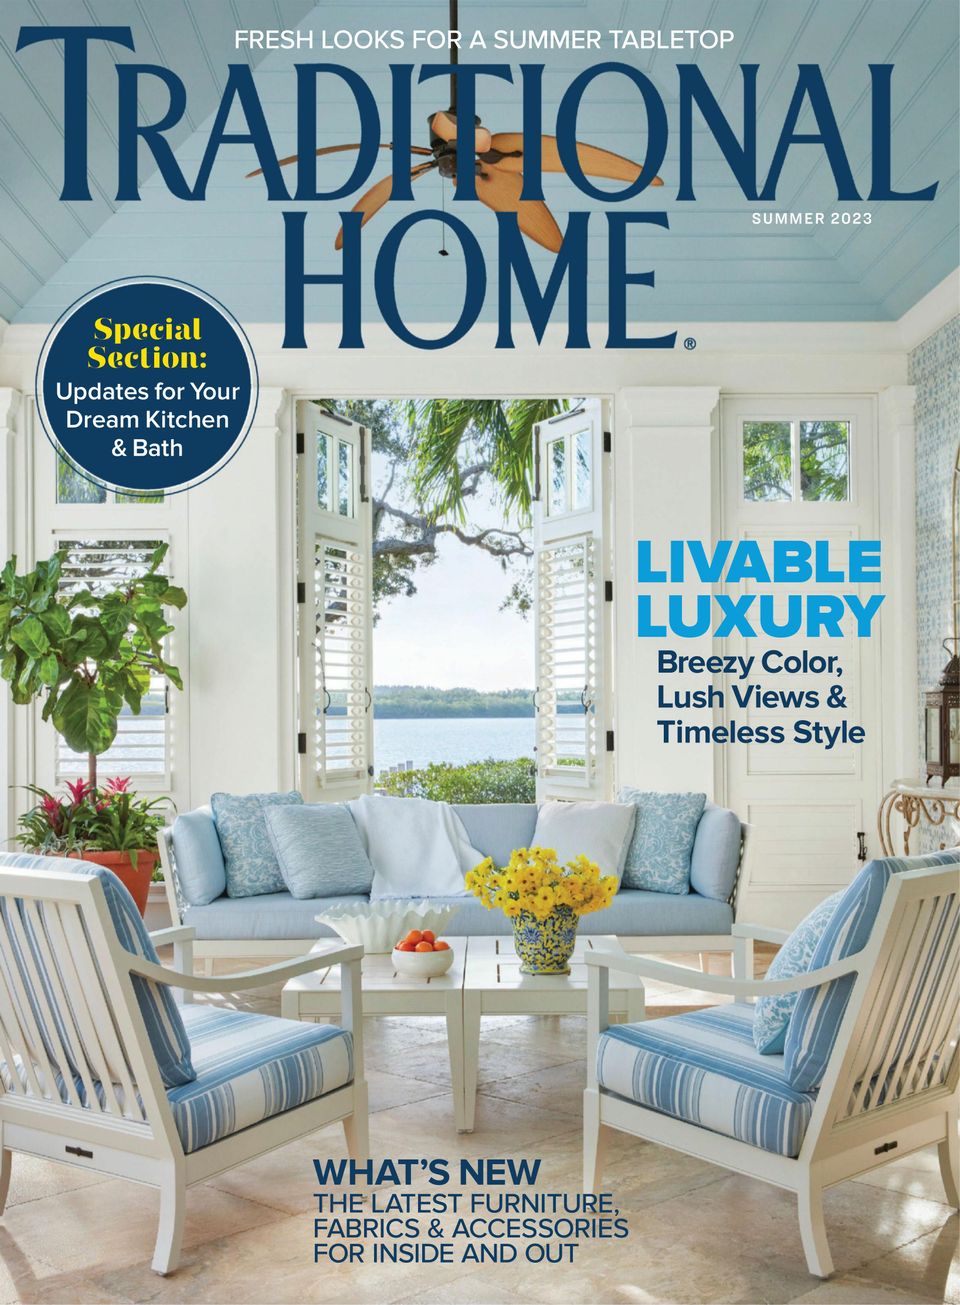 FRESH LOOKS FOR A SUMMER TABLETOP
TRADITIONAL
HOME®
SUMMER 2023
Special
Section:
Updates for Your
Dream Kitchen
& Bath
LIVABLE
LUXURY
Breezy Color,
Lush Views &
Timeless Style
WHAT'S NEW
THE LATEST FURNITURE,
FABRICS & ACCESSORIES
FOR INSIDE AND OUT